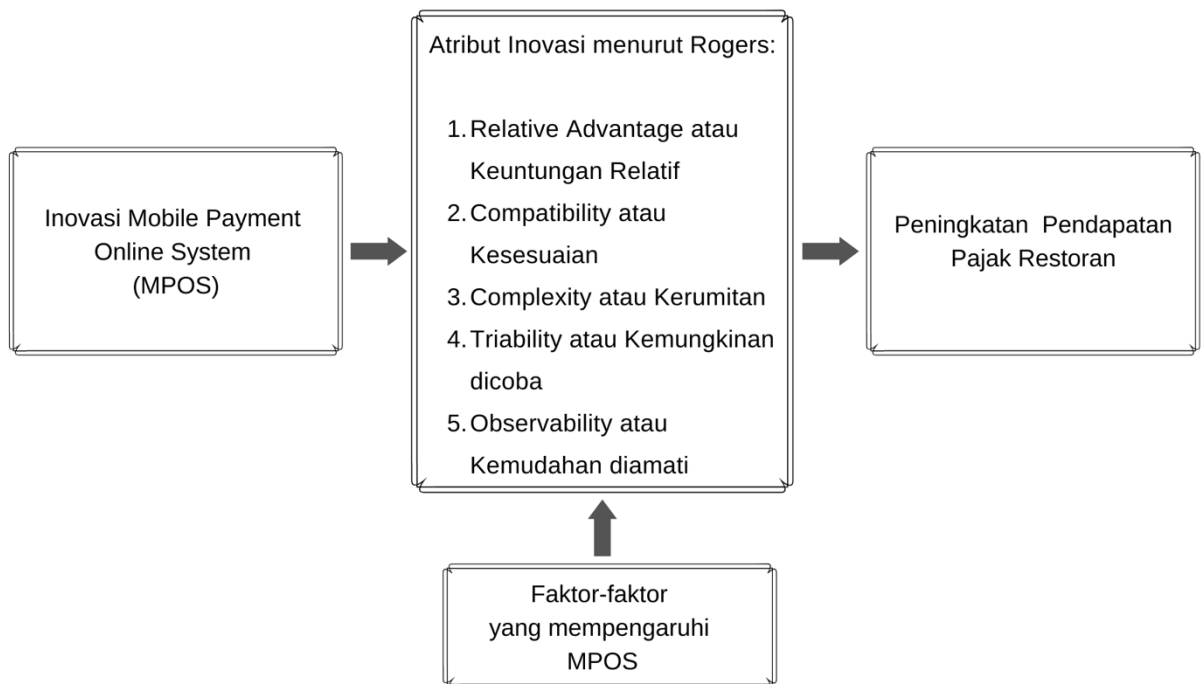 Atribut Inovasi menurut Rogers:
1. Relative Advantage atau
Keuntungan Relatif
2. Compatibility atau
Kesesuaian
3. Complexity atau Kerumitan
4. Triability atau Kemungkinan
dicoba
5. Observability atau
Kemudahan diamati
Inovasi Mobile Payment
Online System
(MPOS)
Peningkatan Pendapatan
Pajak Restoran
Faktor-faktor
yang mempengaruhi
MPOS